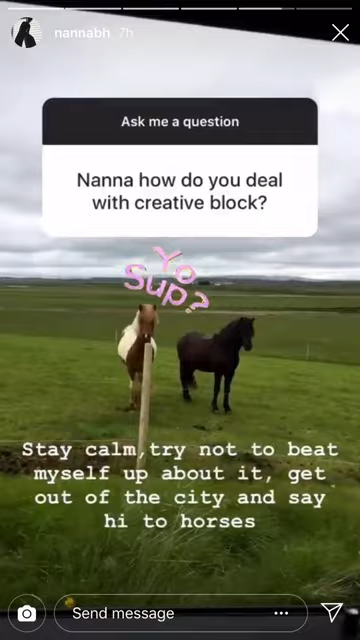 nannabh 7h
Ask me a question
Nanna how do you deal
with creative block?
Yo
Sup?
Stay calm,try not to beat
myself up about it, get
out of the city and say
hi to horses
Send message